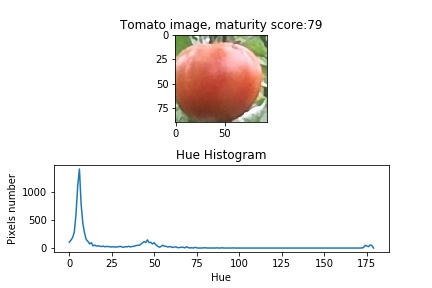 Tomato image, maturity score:79
0
25
50
75
0 50
Hue Histogram
Pixels number
1000
500
0
0 25 50 75 100 125 150 175
Hue